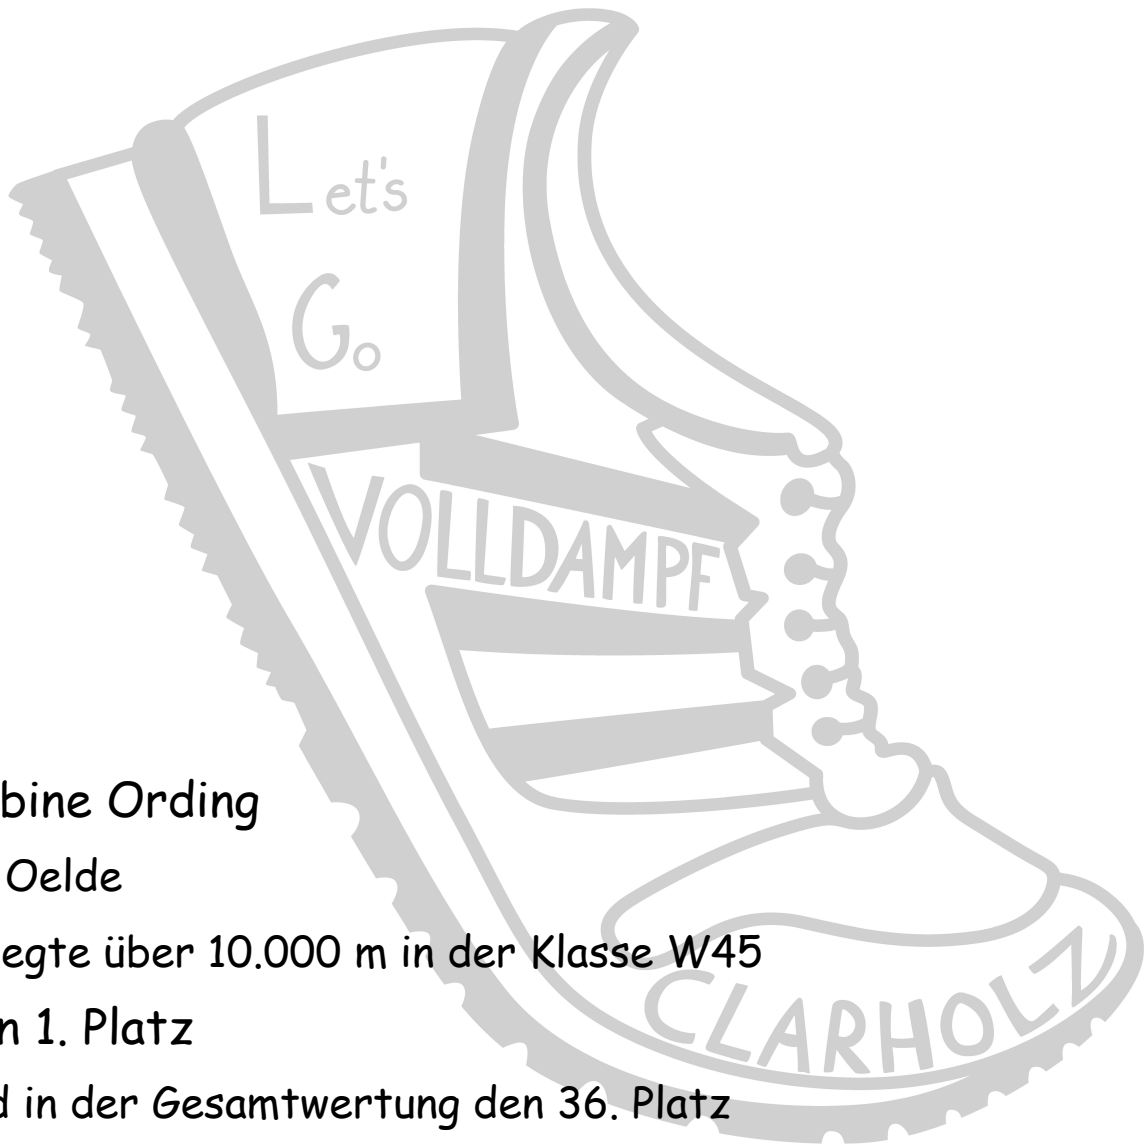 Let's
Go
VOLLDAMPF
bine Ording
Oelde
egte über 10.000 m in der Klasse W45
n 1. Platz
d in der Gesamtwertung den 36. Platz
CLARHOLZ